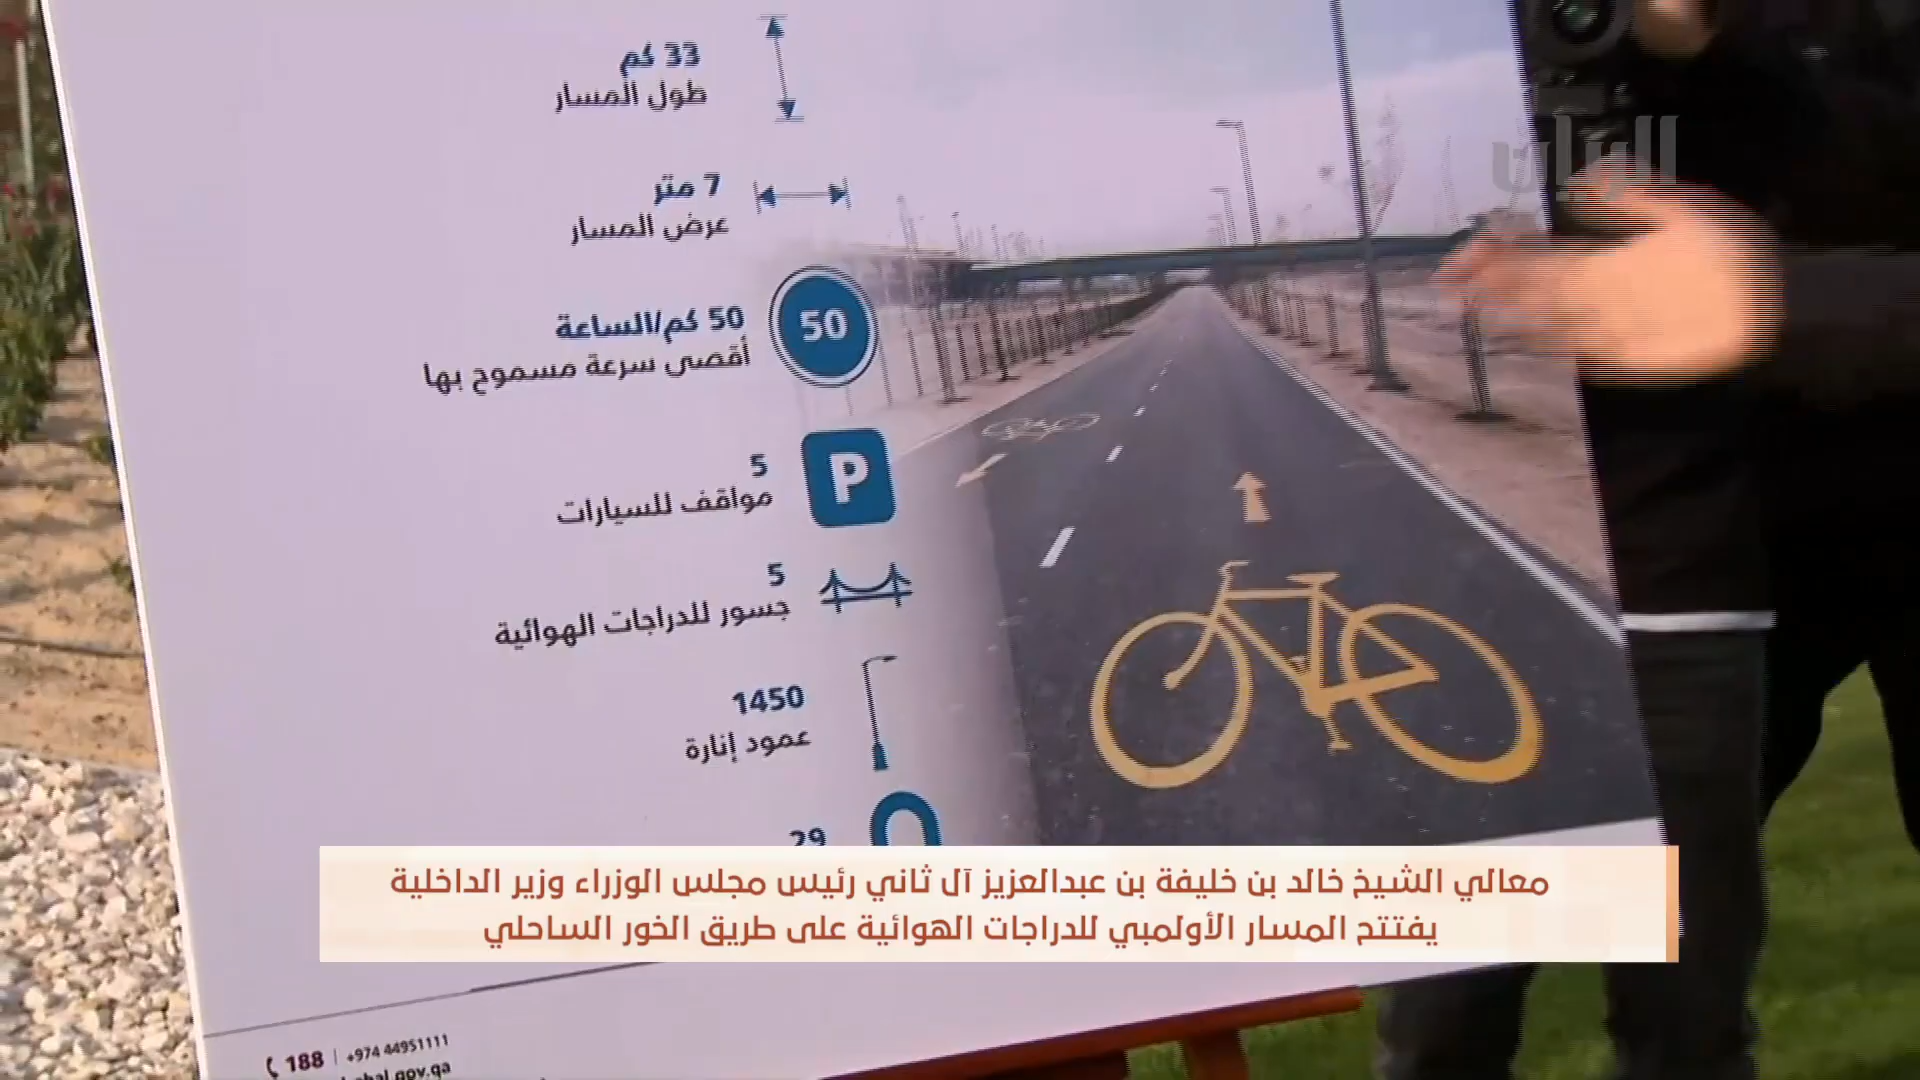 الريان
33 كم
طول المسار
7 متر
عرض المسار
50
50 كم/الساعة
أقصى سرعة مسموح بها
P
5
مواقف للسيارات
5
جسور للدراجات الهوائية
1450
عمود إنارة
29
معالي الشيخ خالد بن خليفة بن عبدالعزيز آل ثاني رئيس مجلس الوزراء وزير الداخلية
يفتتح المسار الأولمبي للدراجات الهوائية على طريق الخور الساحلي
188 | +974 44951111